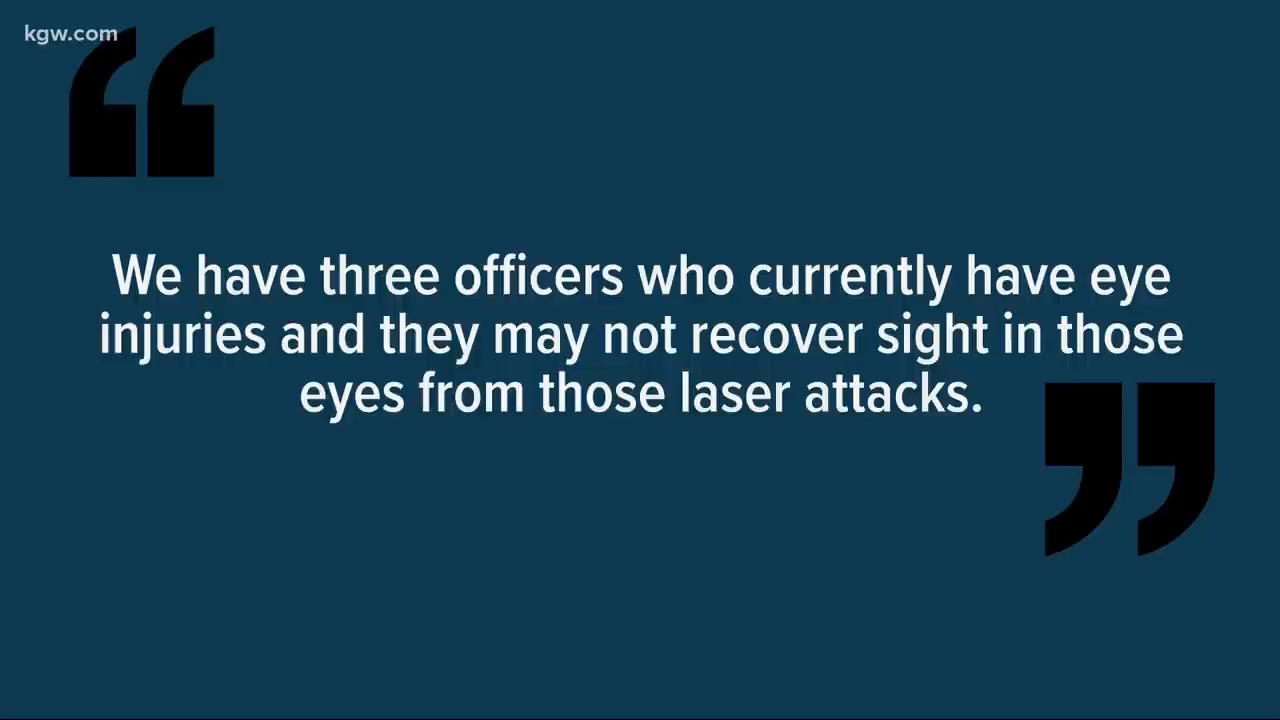 kgw.com
“
We have three officers who currently have eye
injuries and they may not recover sight in those
eyes from those laser attacks.
”